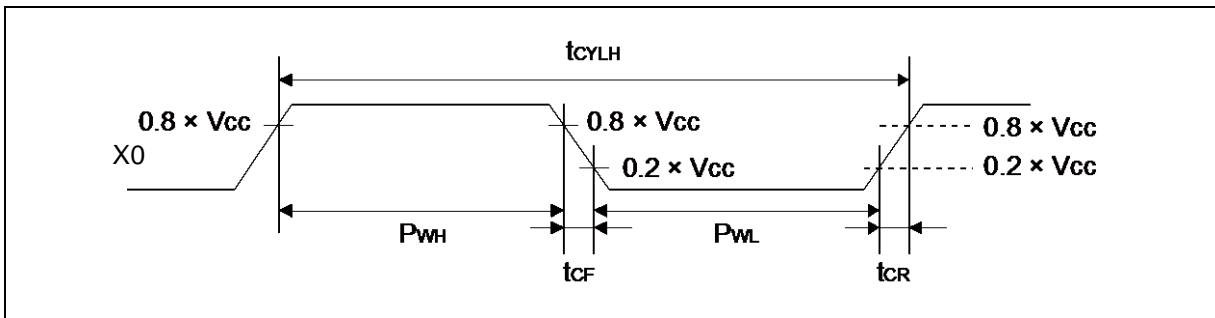 tCYLH
0.8 × Vcc
0.8 × Vcc
0.8 × Vcc
X0
0.2 × Vcc
0.2 × Vcc
PWH
PWL
tCF
tCR